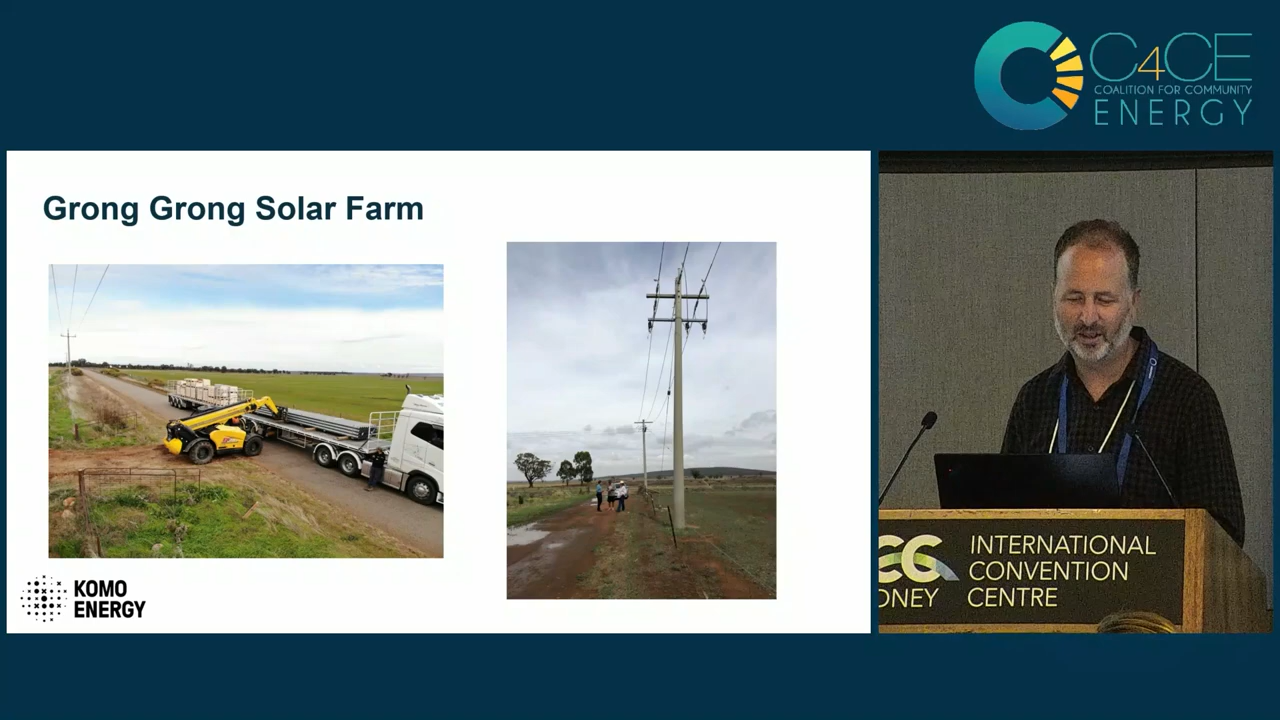 C4CE
COALITION FOR COMMUNITY
ENERGY
Grong Grong Solar Farm
KOMO
ENERGY
INTERNATIONAL
CONVENTION
CENTRE